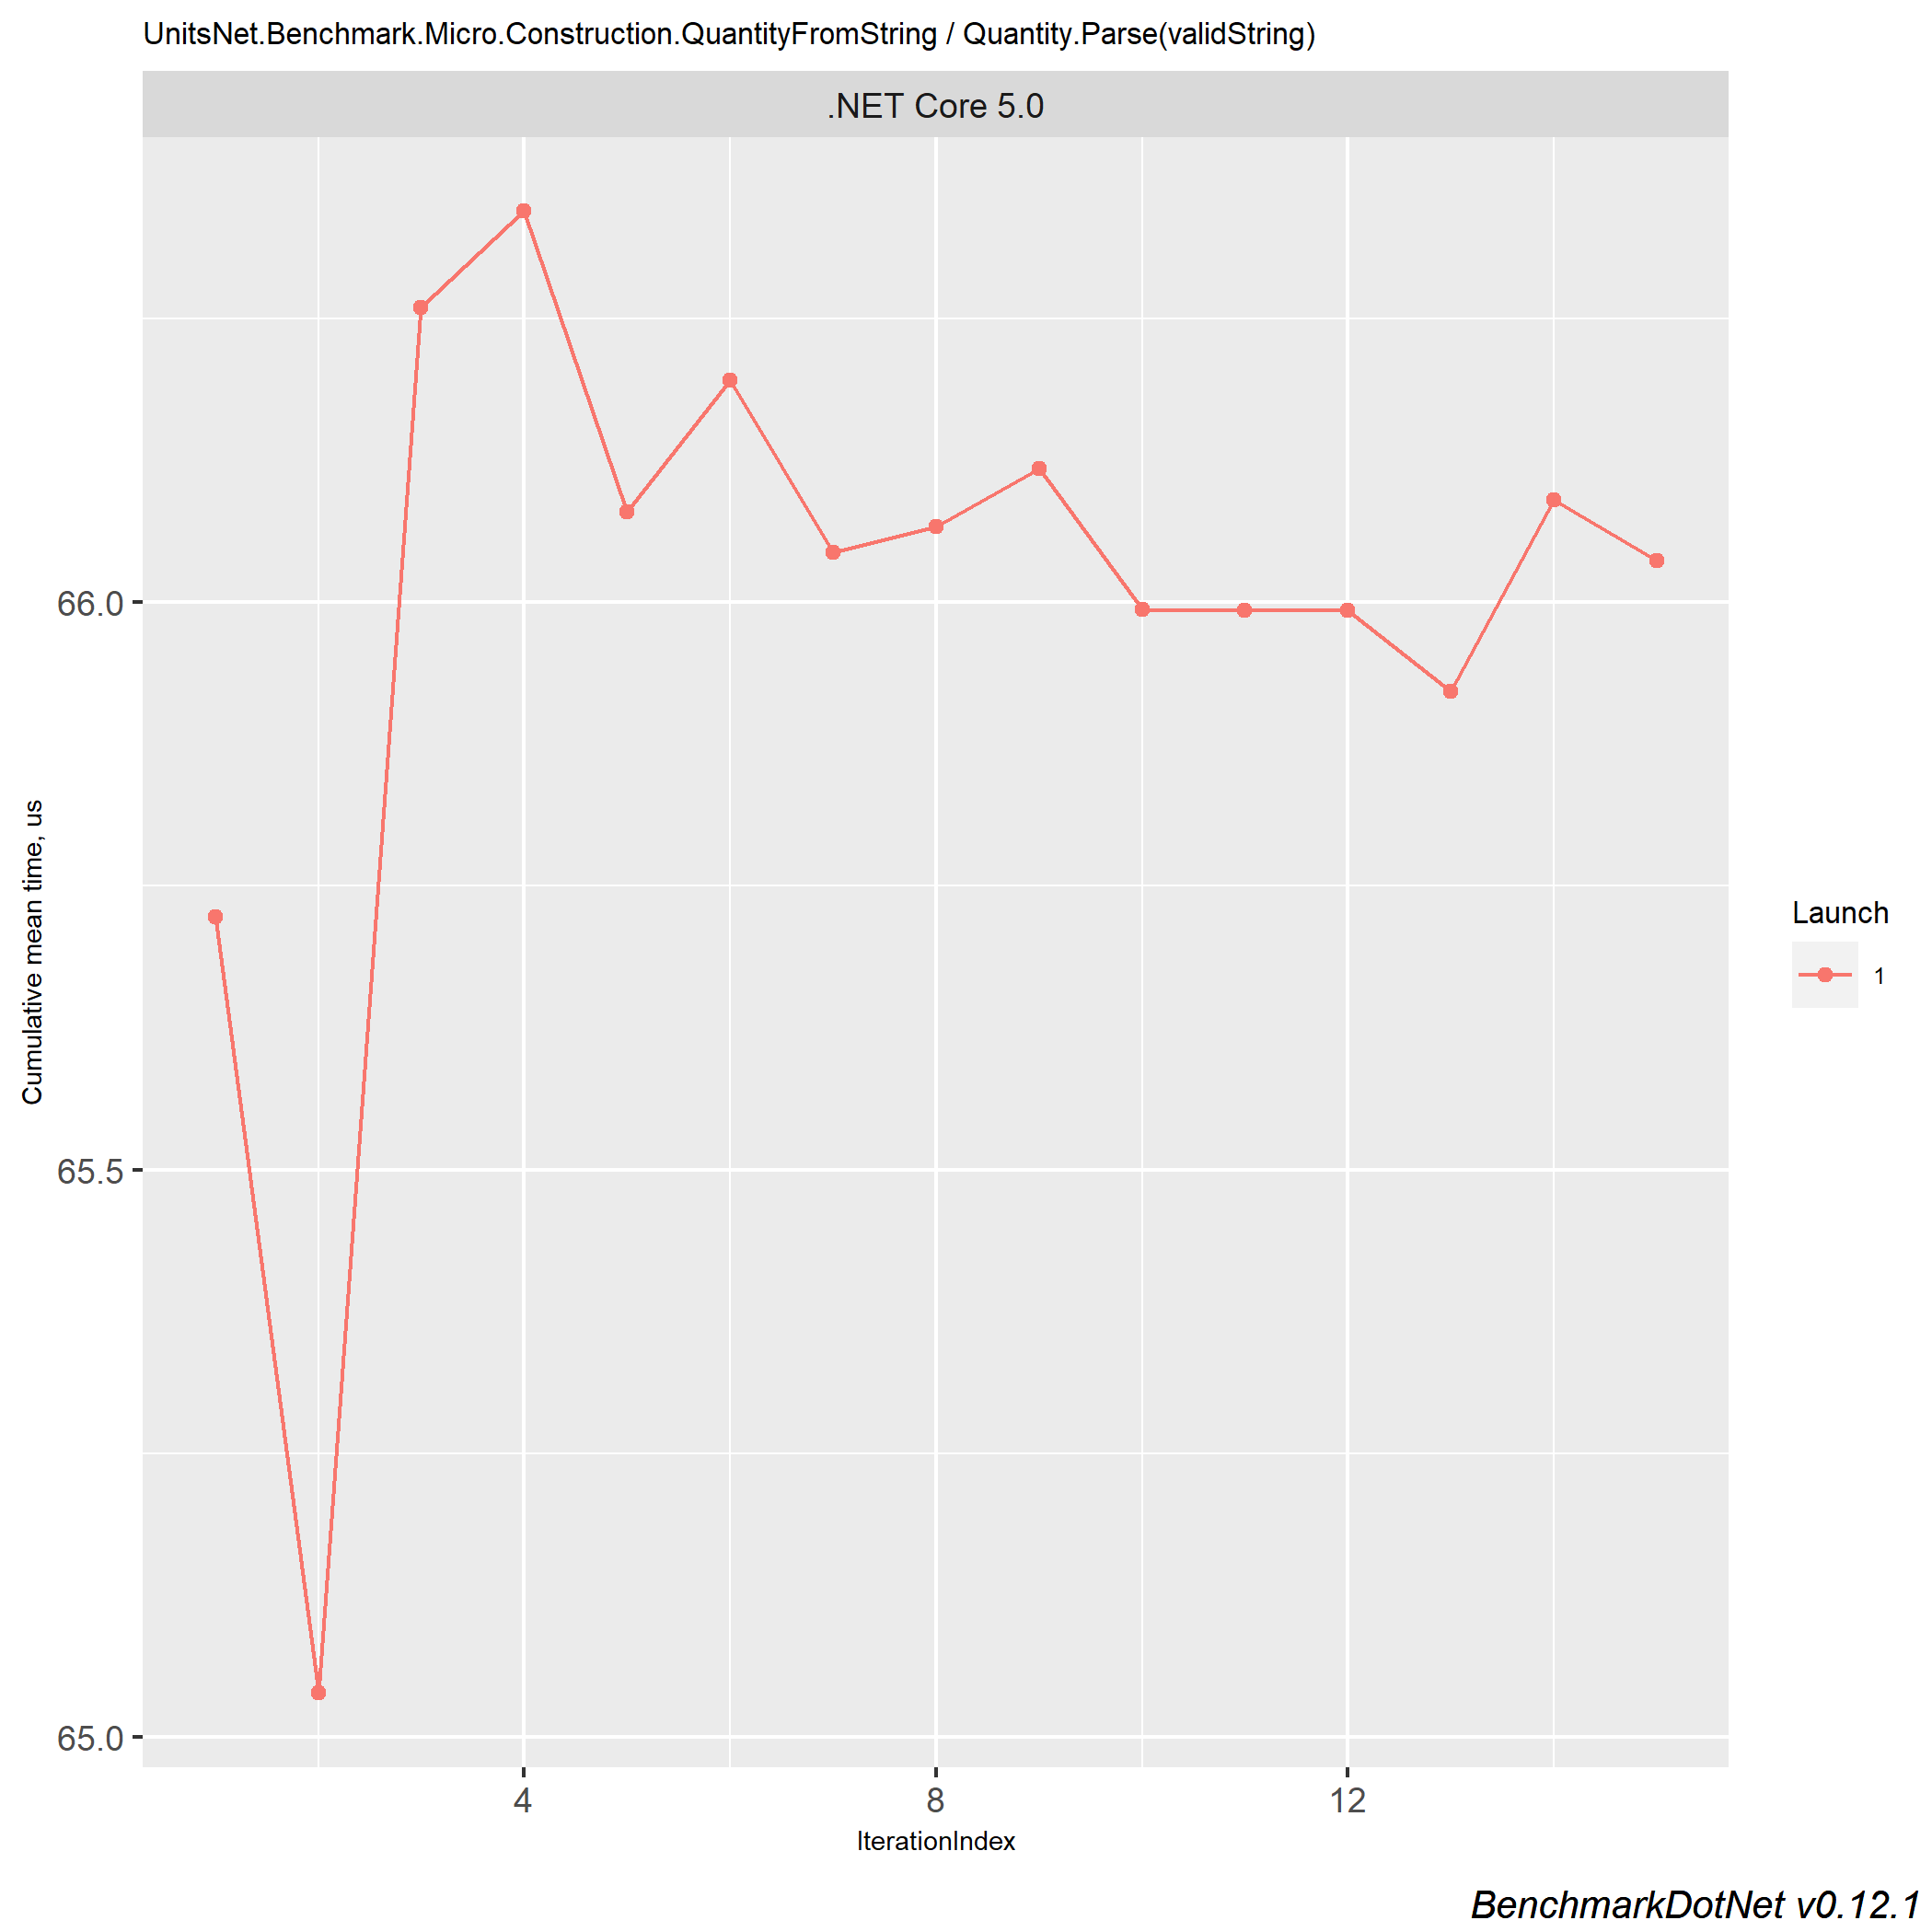 UnitsNet.Benchmark.Micro.Construction.QuantityFromString / Quantity.Parse(validString)
.NET Core 5.0
Cumulative mean time, us
66.0
65.5
65.0
4 8 12
IterationIndex
Launch
1
BenchmarkDotNet v0.12.1